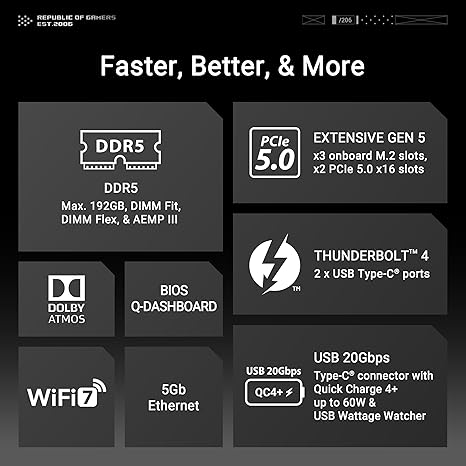 REPUBLIC OF GAMERS
EST.2006
/206
Faster, Better, & More
DDR5
DDR5
Max. 192GB, DIMM Fit,
DIMM Flex, & AEMP III
PCIe
5.0
EXTENSIVE GEN 5
x3 onboard M.2 slots,
x2 PCIe 5.0 x16 slots
THUNDERBOLT™ 4
2 x USB Type-C® ports
TM
DOLBY
ATMOS
BIOS
Q-DASHBOARD
WiFi 7
5Gb
Ethernet
USB 20Gbps
QC4+
USB 20Gbps
Type-C® connector with
Quick Charge 4+
up to 60W &
USB Wattage Watcher